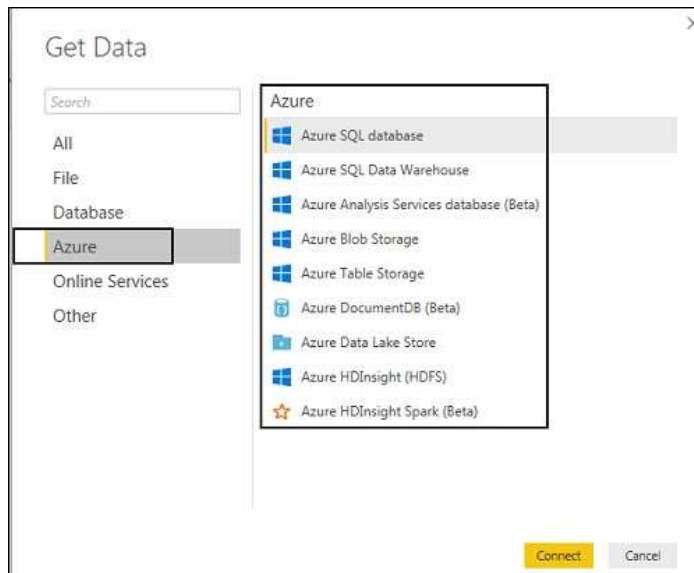 Get Data
Search
All
File
Database
Azure
Online Services
Other
Azure
Azure SQL database
Azure SQL Data Warehouse
Azure Analysis Services database (Beta)
Azure Blob Storage
Azure Table Storage
Azure DocumentDB (Beta)
Azure Data Lake Store
Azure HDInsight (HDFS)
Azure HDInsight Spark (Beta)
Connect
Cancel